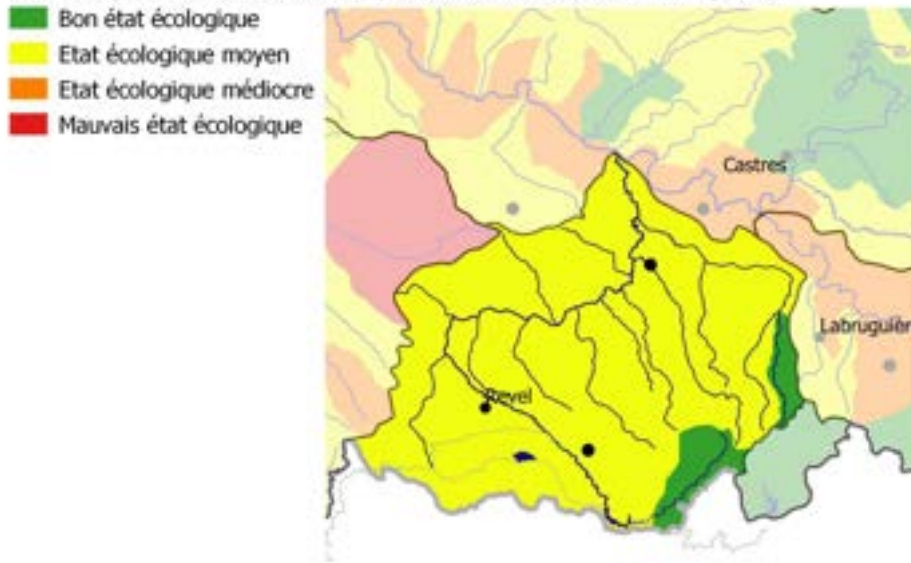 Bon état écologique
Etat écologique moyen
Etat écologique médiocre
Mauvais état écologique
Castres
Labruguièr
Revel